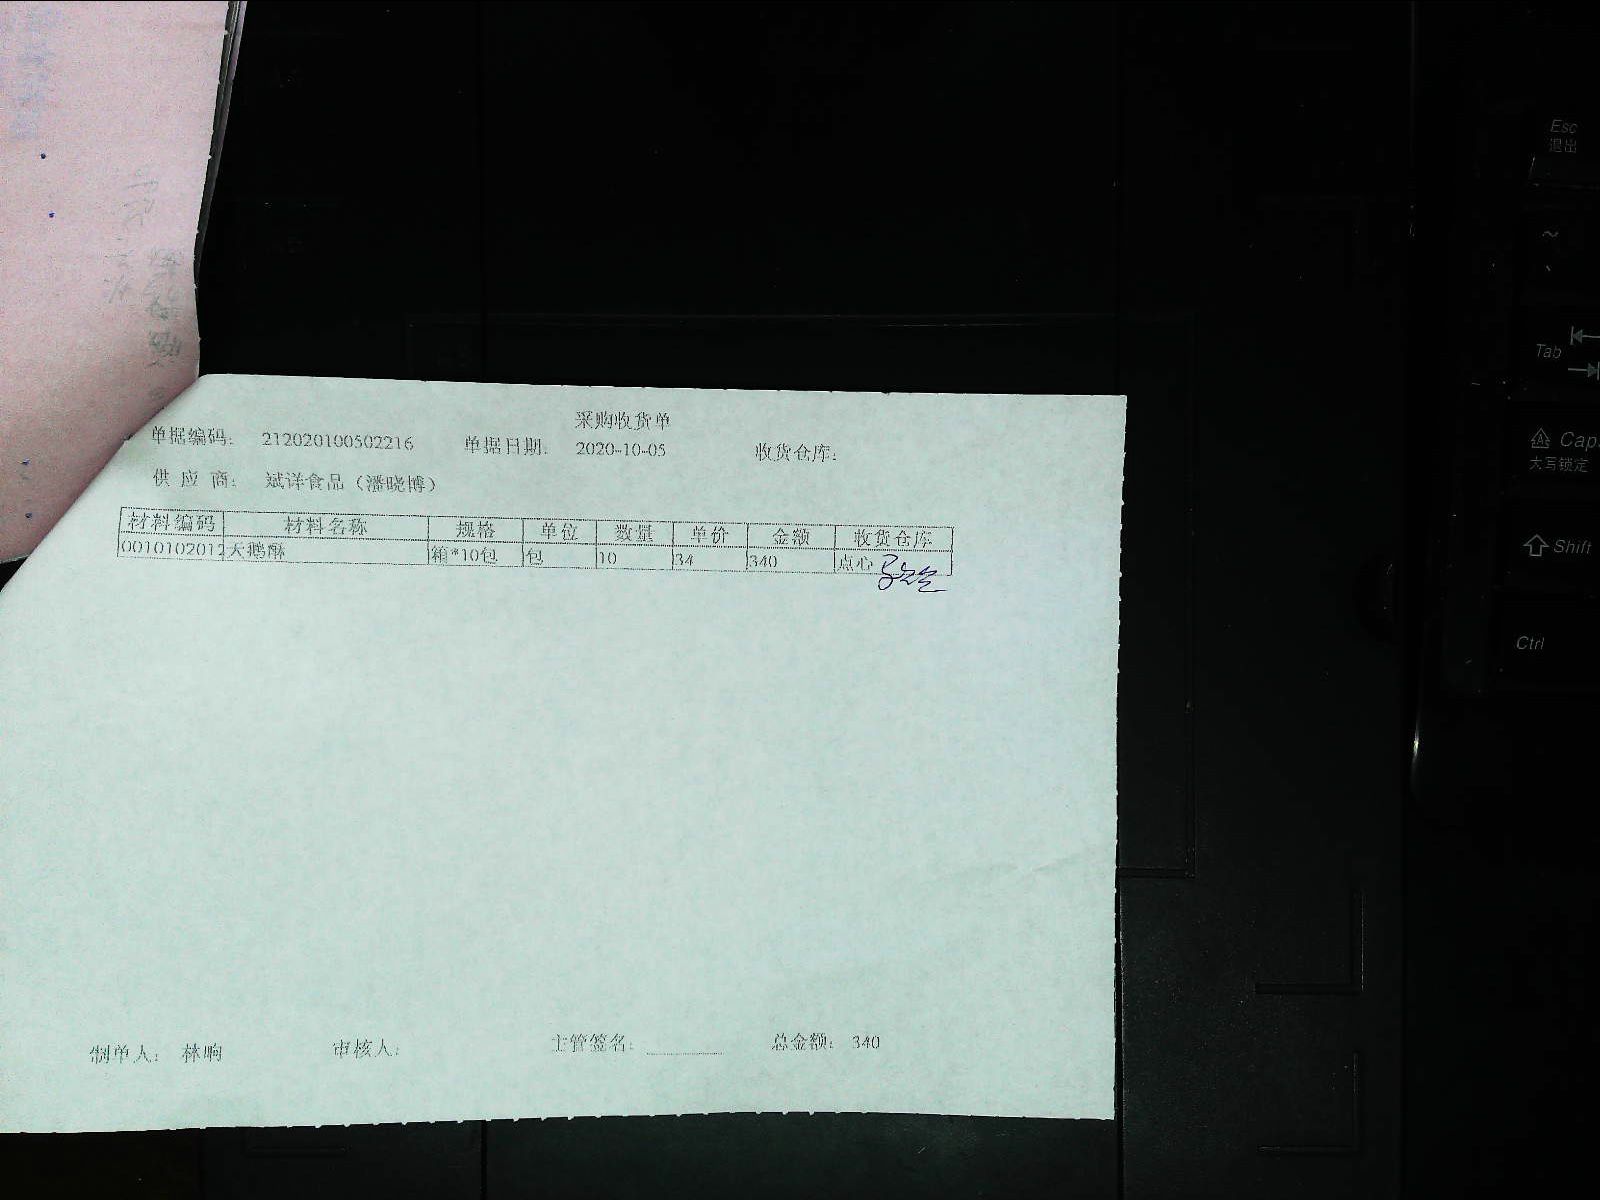 采购收货单
单据编码: 212020100502216 单据日期: 2020-10-05 收货仓库:
供 应 商: 斌详食品（潘晓博）
材料编码 材料名称 规格 单位 数量 单价 金额 收货仓库
0010102012 天鹅酥 箱*10包 包 10 34 340 点心
制单人: 林晌 审核人: 主管签名: 总金额: 340
Esc
退出
~
Tab
Caps
大写锁定
Shift
Ctrl